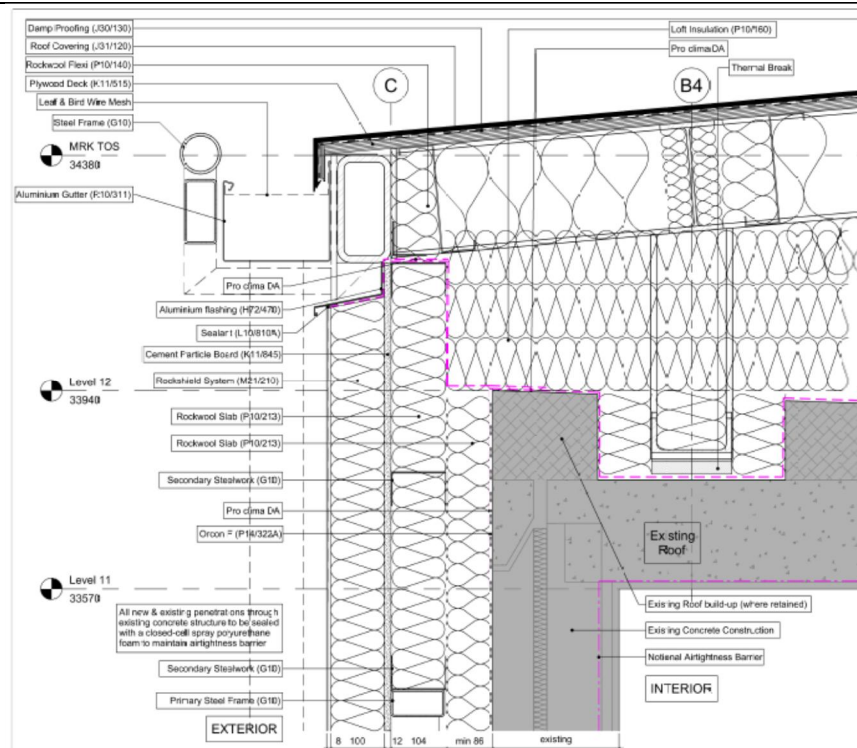 Damp Proofing (J30/130)
Roof Covering (J31/120)
Rockwool Flexi (P10/140)
Plywood Deck (K11/515)
Leaf & Bird Wire Mesh
Steel Frame (G10)
MRK TOS
34380
Aluminium Gutter (R10/311)
C
B4
Loft Insulation (P10/160)
Pro clima DA
Thermal Break
Pro clima DA
Aluminium flashing (H72/470)
Sealant (L10/810A)
Cement Particle Board (K11/845)
Rockshield System (M21/210)
Level 12
33940
Rockwool Slab (P10/213)
Rockwool Slab (P10/213)
Secondary Steelwork (G10)
Pro clima DA
Orcon F (P14/322A)
Level 11
33570
All new & existing penetrations through
existing concrete structure to be sealed
with a closed-cell spray polyurethane
foam to maintain airtightness barrier
Secondary Steelwork (G10)
Primary Steel Frame (G10)
EXTERIOR
Existing
Roof
Existing Roof build-up (where retained)
Existing Concrete Construction
Notional Airtightness Barrier
INTERIOR
8 100 12 104 min 86 existing